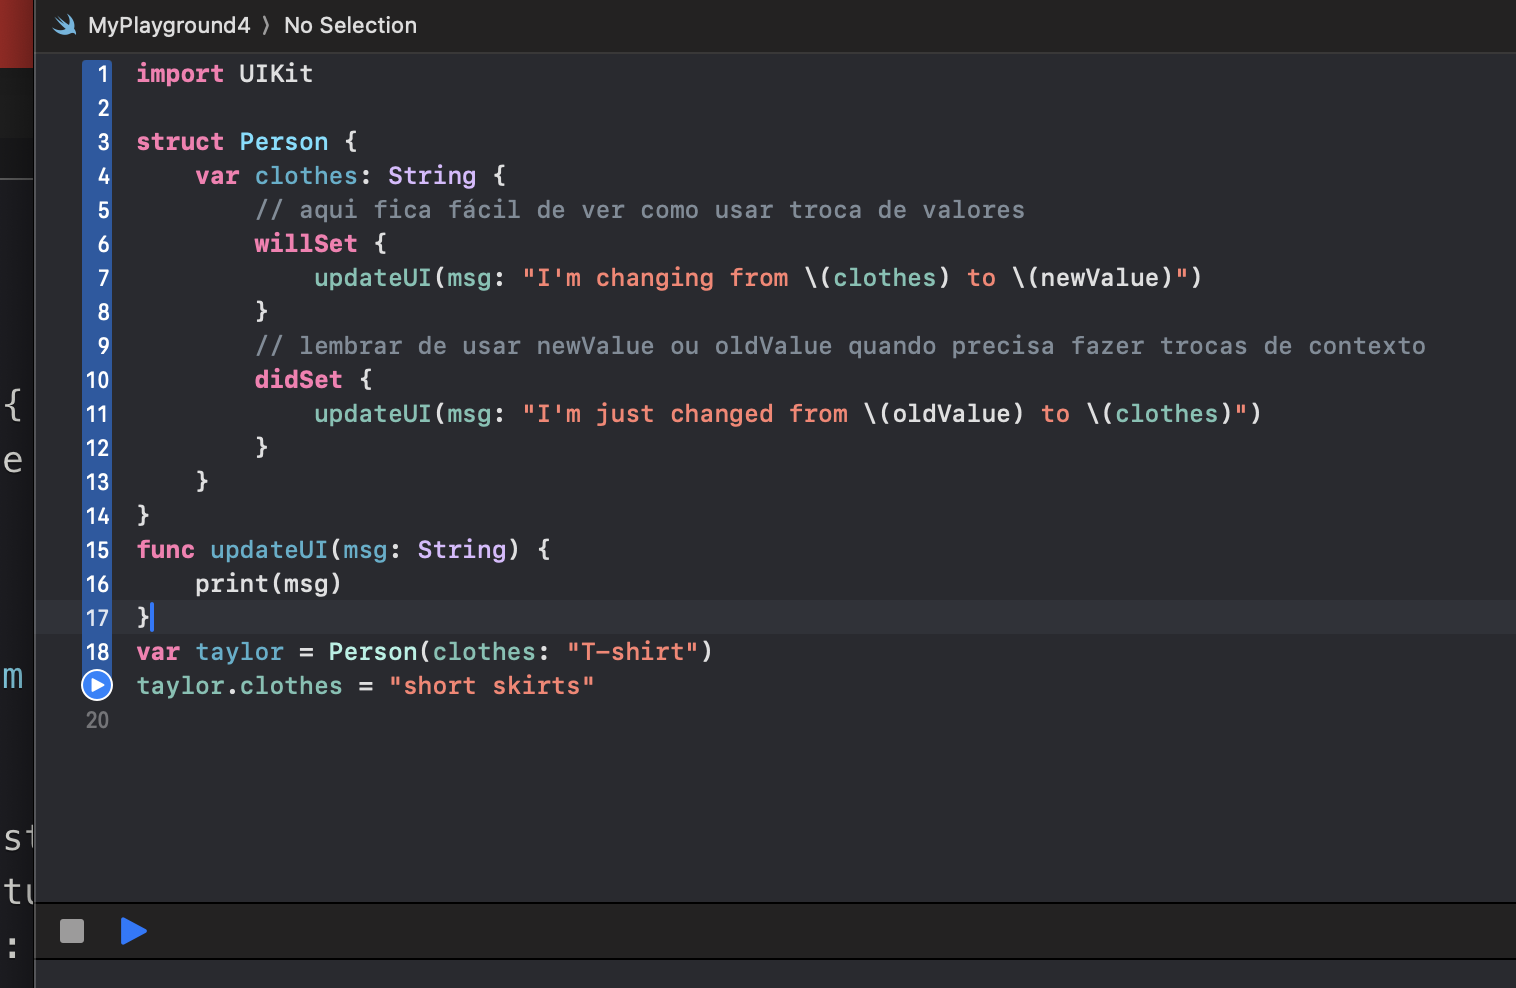 MyPlayground4 〉 No Selection
1 import UIKit
2
3 struct Person {
4     var clothes: String {
5         // aqui fica fácil de ver como usar troca de valores
6         willSet {
7             updateUI(msg: "I'm changing from \(clothes) to \(newValue)")
8         }
9         // lembrar de usar newValue ou oldValue quando precisa fazer trocas de contexto
10         didSet {
11             updateUI(msg: "I'm just changed from \(oldValue) to \(clothes)")
12         }
13     }
14 }
15 func updateUI(msg: String) {
16     print(msg)
17 }
18 var taylor = Person(clothes: "T-shirt")
taylor.clothes = "short skirts"
20
{
e
m
st
: